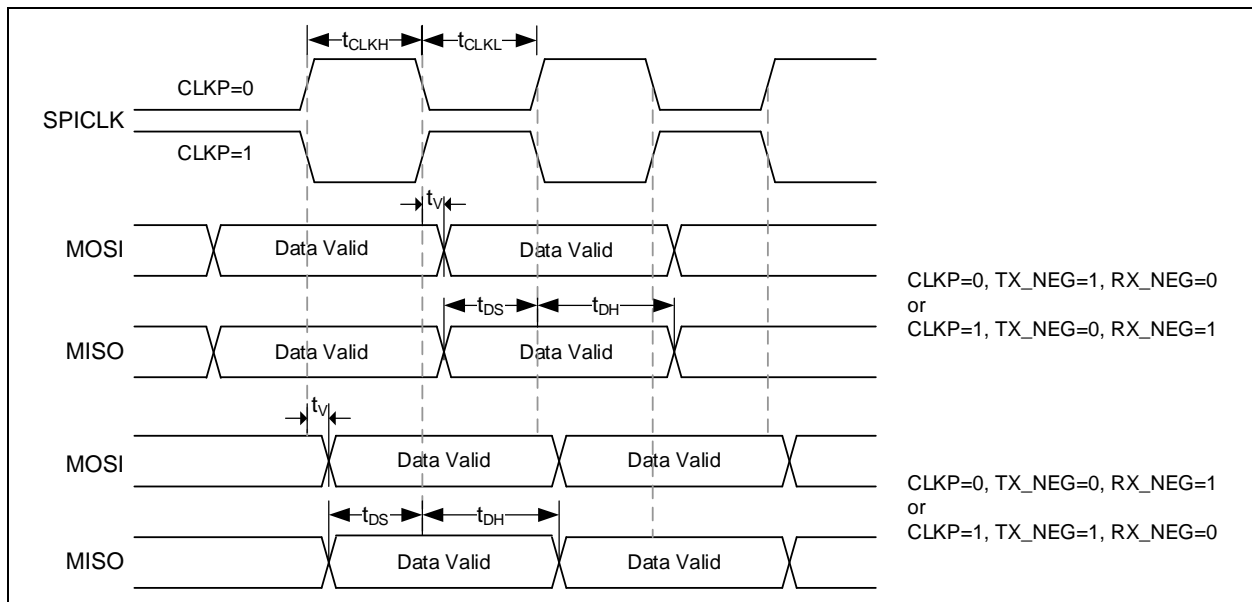 tCLKH
tCLKL
CLKP=0
SPICLK
CLKP=1
tV
MOSI
Data Valid
Data Valid
CLKP=0, TX_NEG=1, RX_NEG=0
or
CLKP=1, TX_NEG=0, RX_NEG=1
tDS
tDH
MISO
Data Valid
Data Valid
tV
MOSI
Data Valid
Data Valid
CLKP=0, TX_NEG=0, RX_NEG=1
or
CLKP=1, TX_NEG=1, RX_NEG=0
tDS
tDH
MISO
Data Valid
Data Valid